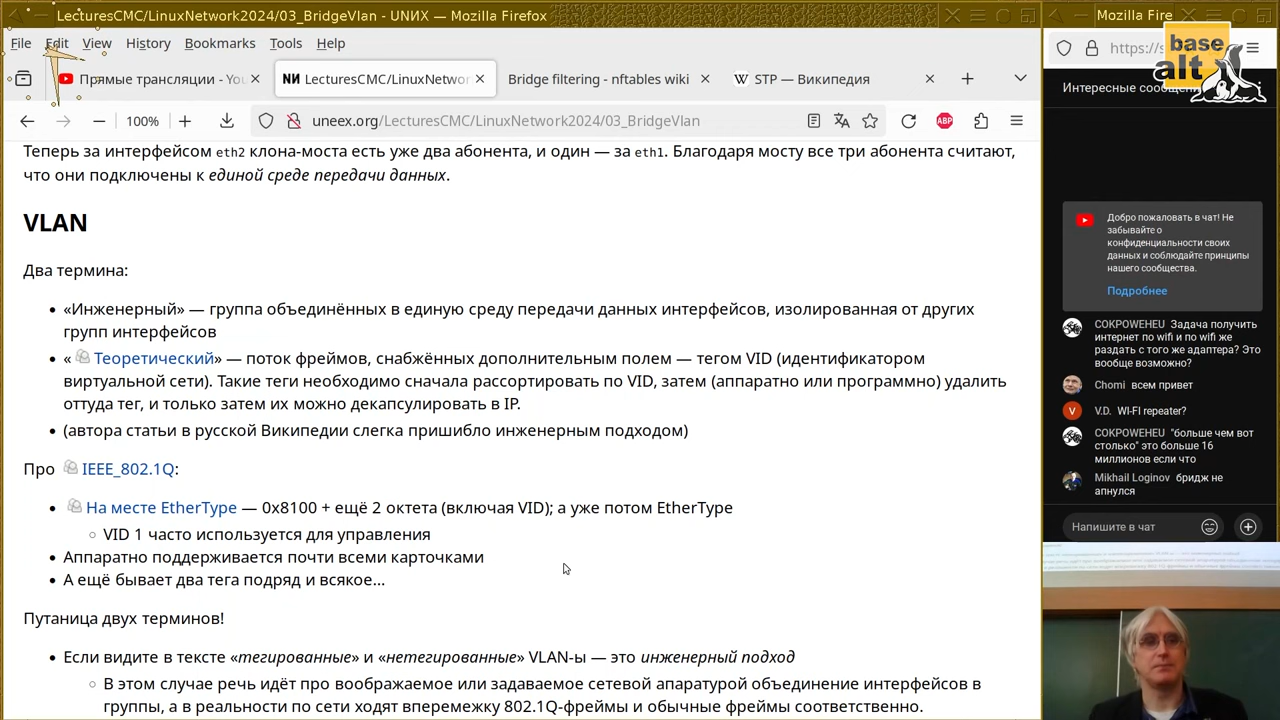 LecturesCMC/LinuxNetwork2024/03_BridgeVlan - UNИX — Mozilla Firefox
Mozilla Fire
File Edit View History Bookmarks Tools Help
https://s
base
alt
Прямые трансляции - You
NИ LecturesCMC/LinuxNetwor
Bridge filtering - nftables wiki
W STP — Википедия
Интересные сообщен
100%
uneex.org/LecturesCMC/LinuxNetwork2024/03_BridgeVlan
ABP
Теперь за интерфейсом eth2 клона-моста есть уже два абонента, и один — за eth1. Благодаря мосту все три абонента считают,
что они подключены к единой среде передачи данных.
VLAN
Два термина:
«Инженерный» — группа объединённых в единую среду передачи данных интерфейсов, изолированная от других
групп интерфейсов
« Теоретический» — поток фреймов, снабжённых дополнительным полем — тегом VID (идентификатором
виртуальной сети). Такие теги необходимо сначала рассортировать по VID, затем (аппаратно или программно) удалить
оттуда тег, и только затем их можно декапсулировать в IP.
(автора статьи в русской Википедии слегка пришибло инженерным подходом)
Про IEEE_802.1Q:
На месте EtherType — 0x8100 + ещё 2 октета (включая VID); а уже потом EtherType
VID 1 часто используется для управления
Аппаратно поддерживается почти всеми карточками
А ещё бывает два тега подряд и всякое…
Путаница двух терминов!
Если видите в тексте «тегированные» и «нетегированные» VLAN-ы — это инженерный подход
В этом случае речь идёт про воображаемое или задаваемое сетевой апаратурой объединение интерфейсов в
группы, а в реальности по сети ходят вперемежку 802.1Q-фреймы и обычные фреймы соответственно.
Добро пожаловать в чат! Не
забывайте о
конфиденциальности своих
данных и соблюдайте принципы
нашего сообщества.
Подробнее
COKPOWEHEU Задача получить
интернет по wifi и по wifi же
раздать с того же адаптера? Это
вообще возможно?
Chomi всем привет
V V.D. WI-FI repeater?
COKPOWEHEU "больше чем вот
столько" это больше 16
миллионов если что
Mikhail Loginov бридж не
апнулся
Напишите в чат